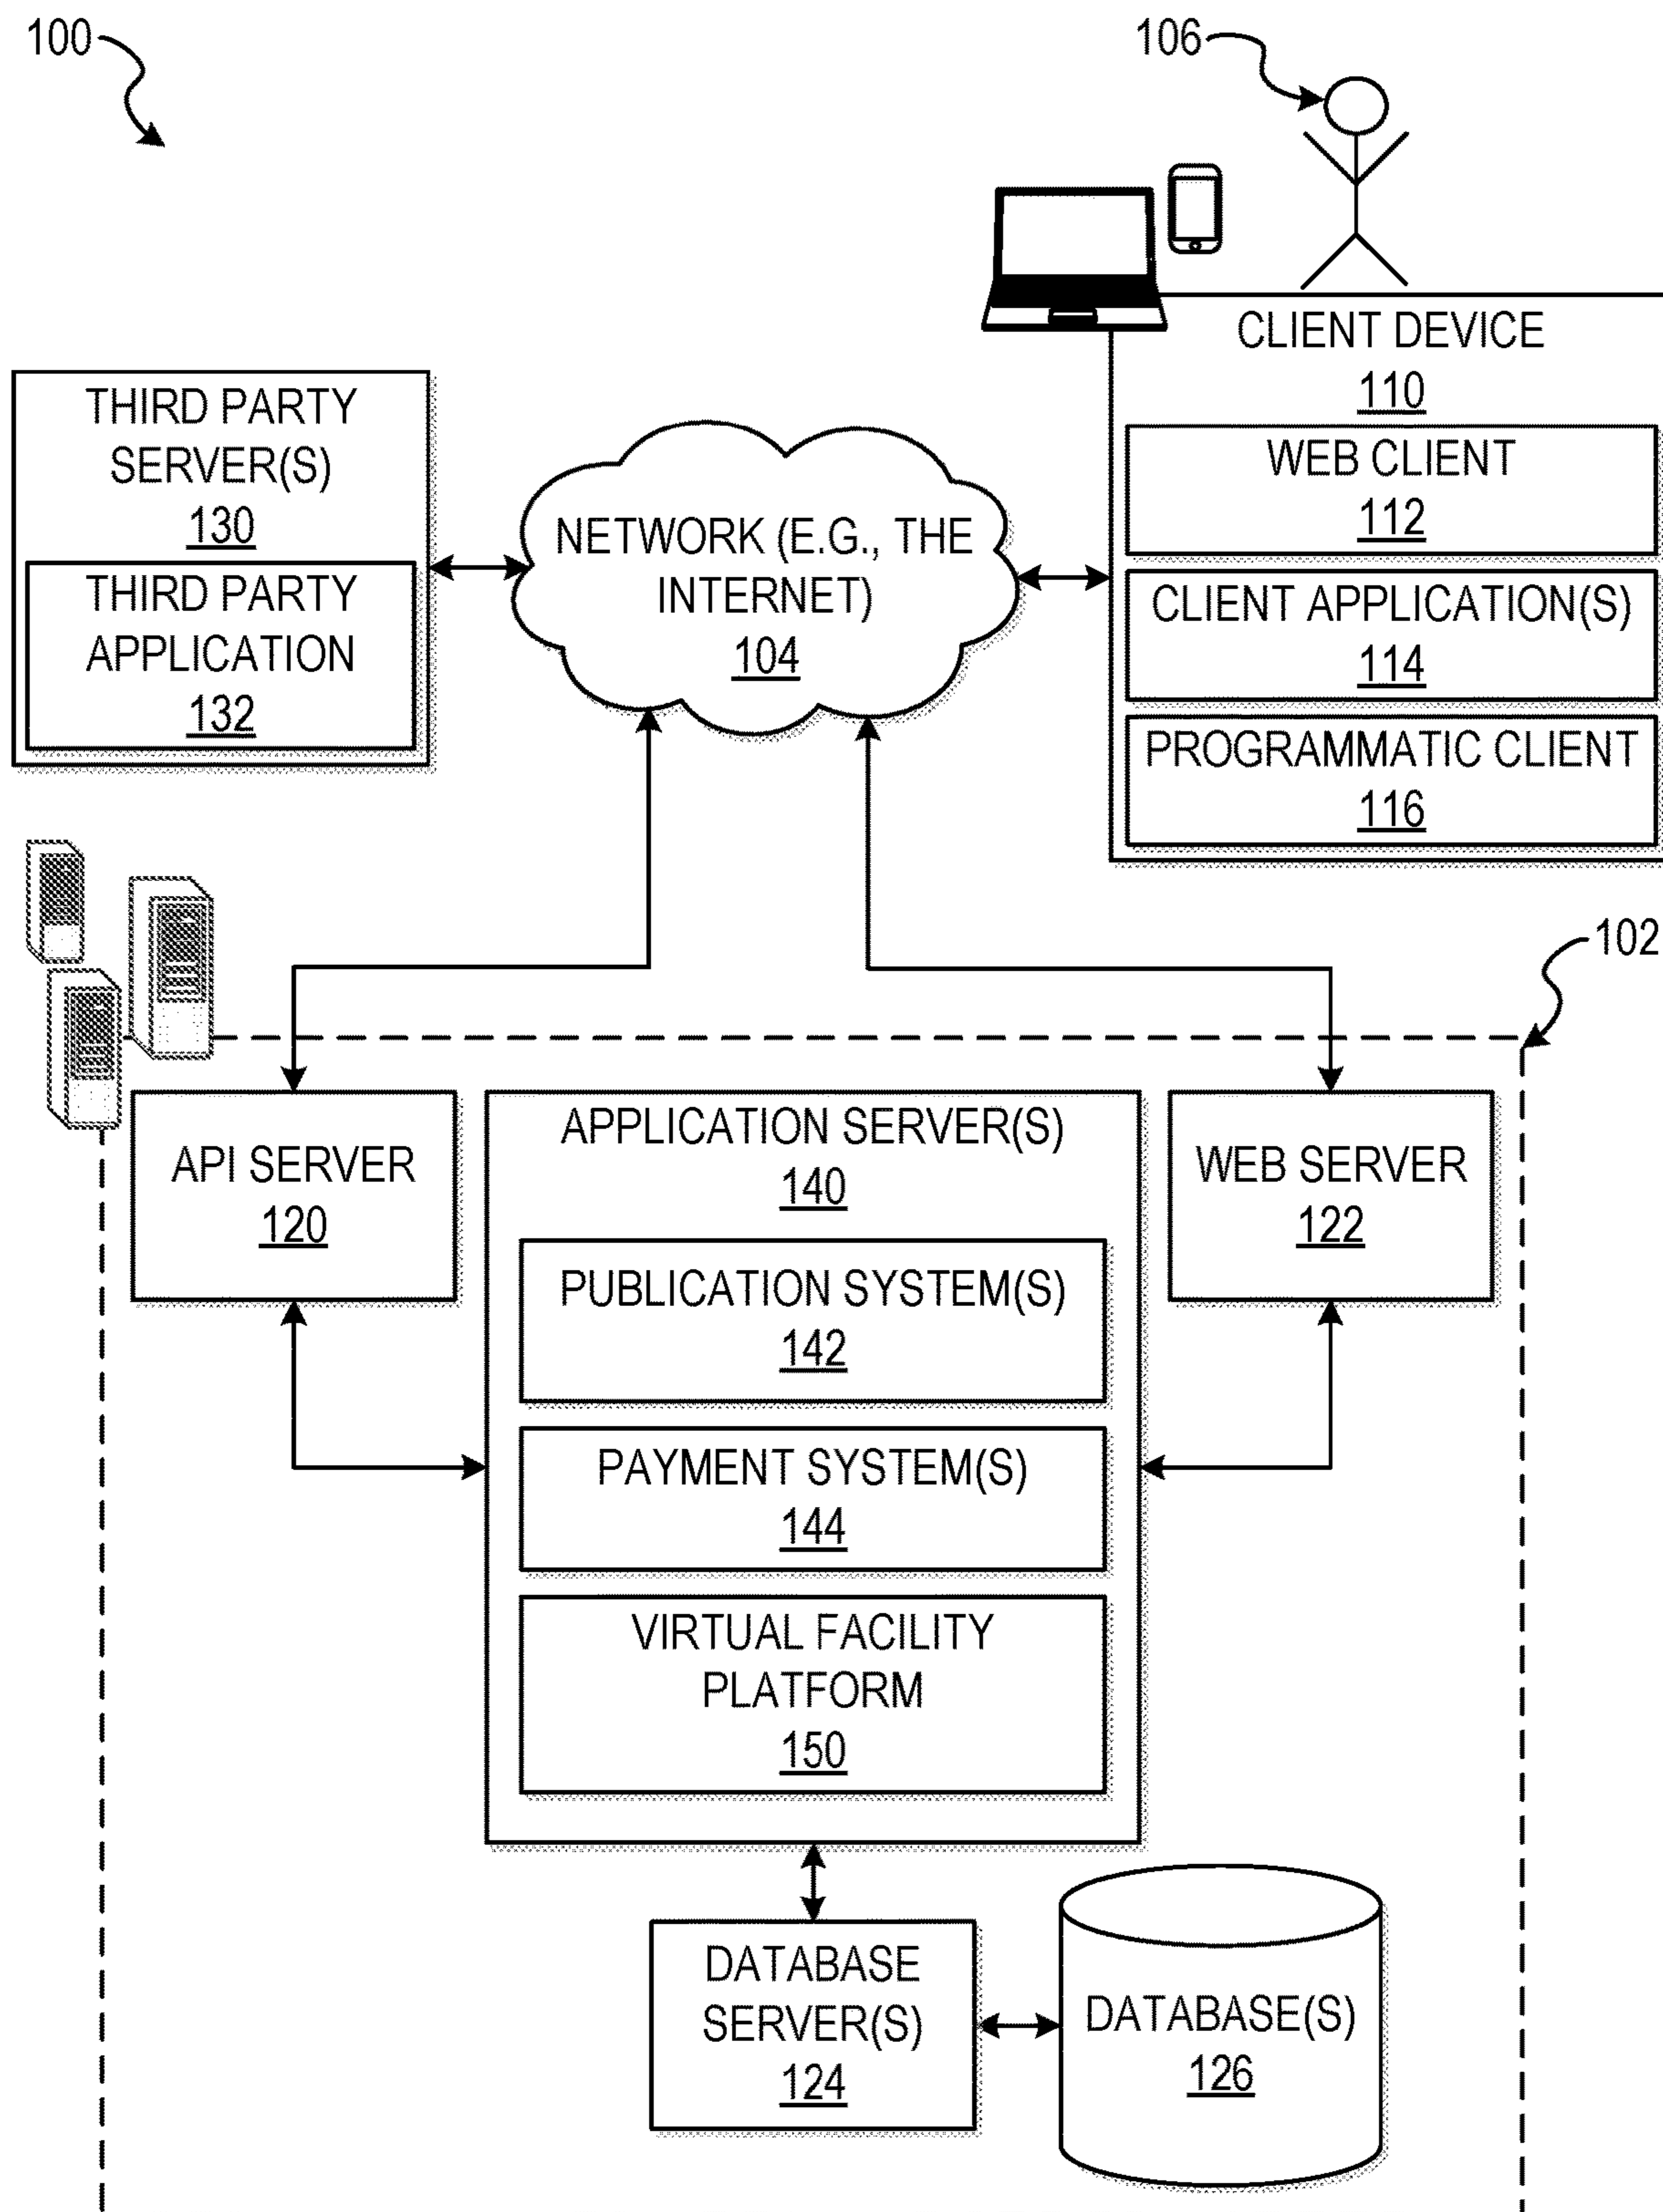 100
106
CLIENT DEVICE
110
WEB CLIENT
112
CLIENT APPLICATION(S)
114
PROGRAMMATIC CLIENT
116
THIRD PARTY
SERVER(S)
130
THIRD PARTY
APPLICATION
132
NETWORK (E.G., THE
INTERNET)
104
102
API SERVER
120
APPLICATION SERVER(S)
140
PUBLICATION SYSTEM(S)
142
PAYMENT SYSTEM(S)
144
VIRTUAL FACILITY
PLATFORM
150
WEB SERVER
122
DATABASE
SERVER(S)
124
DATABASE(S)
126